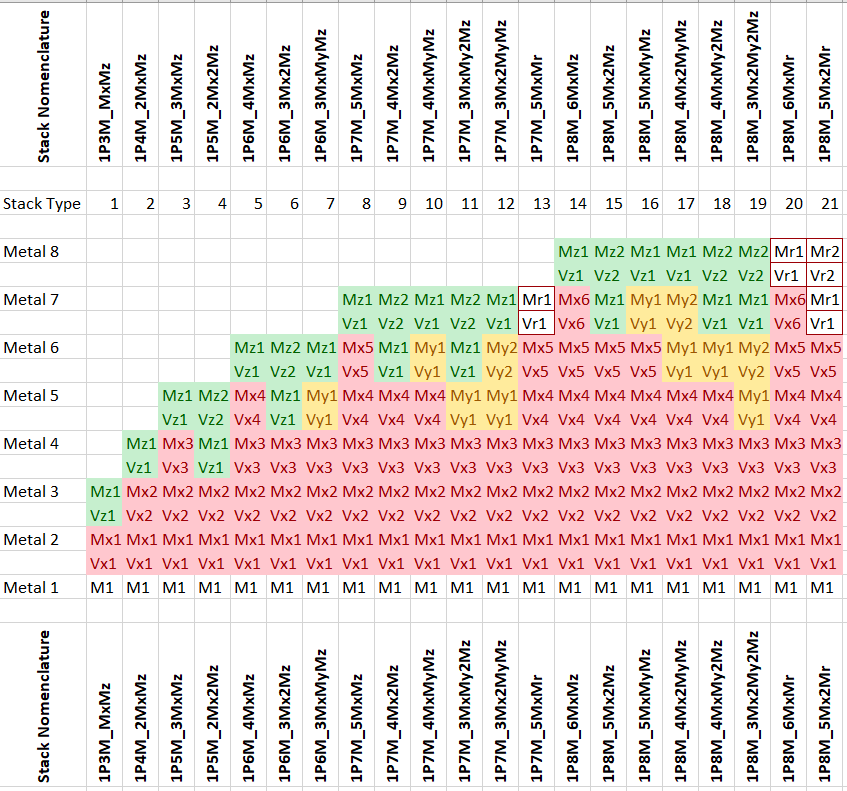 Stack Nomenclature
1P3M_MxMz
1P4M_2MxMz
1P5M_3MxMz
1P5M_2Mx2Mz
1P6M_4MxMz
1P6M_3Mx2Mz
1P6M_3MxMyMz
1P7M_5MxMz
1P7M_4Mx2Mz
1P7M_4MxMyMz
1P7M_3MxMy2Mz
1P7M_3Mx2MyMz
1P7M_5MxMr
1P8M_6MxMz
1P8M_5Mx2Mz
1P8M_5MxMyMz
1P8M_4Mx2MyMz
1P8M_4MxMy2Mz
1P8M_3Mx2My2Mz
1P8M_6MxMr
1P8M_5Mx2Mr
Stack Type 1 2 3 4 5 6 7 8 9 10 11 12 13 14 15 16 17 18 19 20 21
Metal 8 Mz1 Mz2 Mz1 Mz1 Mz2 Mz2 Mr1 Mr2
Vz1 Vz2 Vz1 Vz1 Vz2 Vz2 Vr1 Vr2
Metal 7 Mz1 Mz2 Mz1 Mz2 Mz1 Mr1 Mx6 Mz1 My1 My2 Mz1 Mz1 Mx6 Mr1
Vz1 Vz2 Vz1 Vz2 Vz1 Vr1 Vx6 Vz1 Vy1 Vy2 Vz1 Vz1 Vx6 Vr1
Metal 6 Mz1 Mz2 Mz1 Mx5 Mz1 My1 Mz1 My2 Mx5 Mx5 Mx5 Mx5 My1 My1 My2 Mx5 Mx5
Vz1 Vz2 Vz1 Vx5 Vz1 Vy1 Vz1 Vy2 Vx5 Vx5 Vx5 Vx5 Vy1 Vy1 Vy2 Vx5 Vx5
Metal 5 Mz1 Mz2 Mx4 Mz1 My1 Mx4 Mx4 Mx4 My1 My1 Mx4 Mx4 Mx4 Mx4 Mx4 Mx4 My1 Mx4 Mx4
Vz1 Vz2 Vx4 Vz1 Vy1 Vx4 Vx4 Vx4 Vy1 Vy1 Vx4 Vx4 Vx4 Vx4 Vx4 Vx4 Vy1 Vx4 Vx4
Metal 4 Mz1 Mx3 Mz1 Mx3 Mx3 Mx3 Mx3 Mx3 Mx3 Mx3 Mx3 Mx3 Mx3 Mx3 Mx3 Mx3 Mx3 Mx3 Mx3 Mx3
Vz1 Vx3 Vz1 Vx3 Vx3 Vx3 Vx3 Vx3 Vx3 Vx3 Vx3 Vx3 Vx3 Vx3 Vx3 Vx3 Vx3 Vx3 Vx3 Vx3
Metal 3 Mz1 Mx2 Mx2 Mx2 Mx2 Mx2 Mx2 Mx2 Mx2 Mx2 Mx2 Mx2 Mx2 Mx2 Mx2 Mx2 Mx2 Mx2 Mx2 Mx2 Mx2
Vz1 Vx2 Vx2 Vx2 Vx2 Vx2 Vx2 Vx2 Vx2 Vx2 Vx2 Vx2 Vx2 Vx2 Vx2 Vx2 Vx2 Vx2 Vx2 Vx2 Vx2
Metal 2 Mx1 Mx1 Mx1 Mx1 Mx1 Mx1 Mx1 Mx1 Mx1 Mx1 Mx1 Mx1 Mx1 Mx1 Mx1 Mx1 Mx1 Mx1 Mx1 Mx1 Mx1
Vx1 Vx1 Vx1 Vx1 Vx1 Vx1 Vx1 Vx1 Vx1 Vx1 Vx1 Vx1 Vx1 Vx1 Vx1 Vx1 Vx1 Vx1 Vx1 Vx1 Vx1
Metal 1 M1 M1 M1 M1 M1 M1 M1 M1 M1 M1 M1 M1 M1 M1 M1 M1 M1 M1 M1 M1 M1
Stack Nomenclature
1P3M_MxMz
1P4M_2MxMz
1P5M_3MxMz
1P5M_2Mx2Mz
1P6M_4MxMz
1P6M_3Mx2Mz
1P6M_3MxMyMz
1P7M_5MxMz
1P7M_4Mx2Mz
1P7M_4MxMyMz
1P7M_3MxMy2Mz
1P7M_3Mx2MyMz
1P7M_5MxMr
1P8M_6MxMz
1P8M_5Mx2Mz
1P8M_5MxMyMz
1P8M_4Mx2MyMz
1P8M_4MxMy2Mz
1P8M_3Mx2My2Mz
1P8M_6MxMr
1P8M_5Mx2Mr